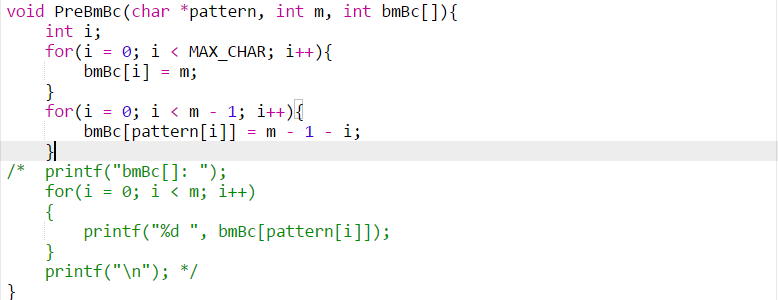 void PreBmBc(char *pattern, int m, int bmBc[]){
    int i;
    for(i = 0; i < MAX_CHAR; i++){
        bmBc[i] = m;
    }
    for(i = 0; i < m - 1; i++){
        bmBc[pattern[i]] = m - 1 - i;
    }
/*  printf("bmBc[]: ");
    for(i = 0; i < m; i++)
    {
        printf("%d ", bmBc[pattern[i]]);
    }
    printf("\n"); */
}